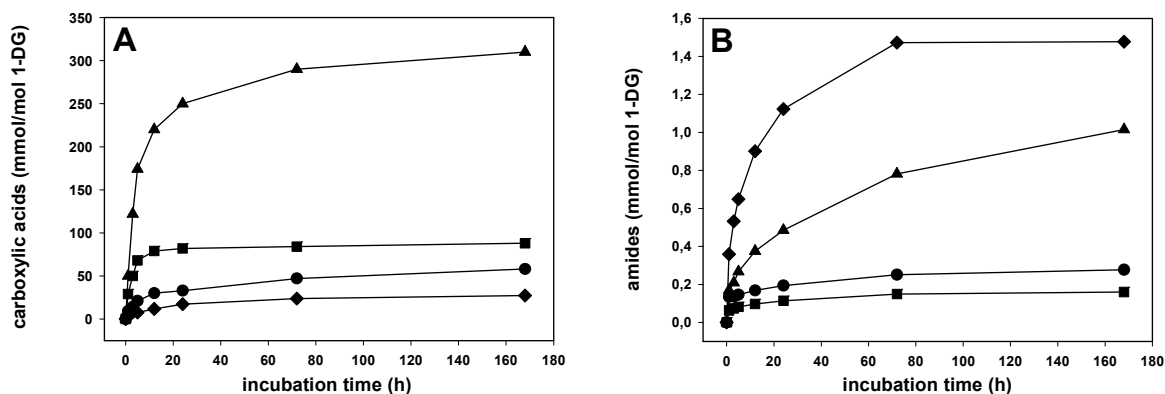 A
carboxylic acids (mmol/mol 1-DG)
350
300
250
200
150
100
50
0
0 20 40 60 80 100 120 140 160 180
incubation time (h)
B
amides (mmol/mol 1-DG)
1,6
1,4
1,2
1,0
0,8
0,6
0,4
0,2
0,0
0 20 40 60 80 100 120 140 160 180
incubation time (h)